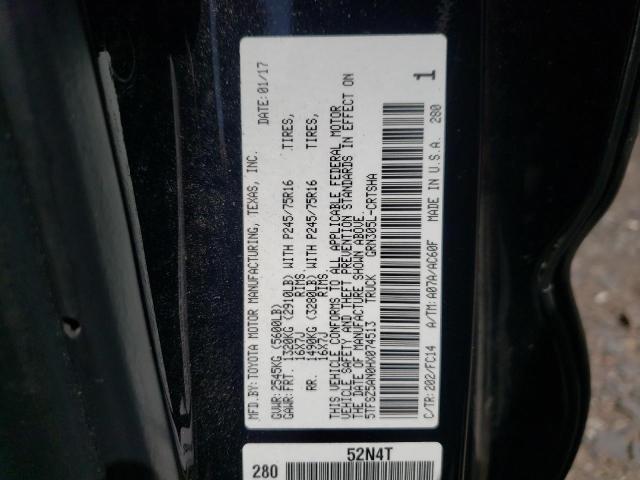 MFD.BY: TOYOTA MOTOR MANUFACTURING, TEXAS, INC. DATE: 01/17
GVWR: 2545KG (5600LB)
GAWR: FRT. 1320KG (2910LB) WITH P245/75R16 TIRES,
16X7J RIMS.
RR. 1490KG (3280LB) WITH P245/75R16 TIRES,
16X7J RIMS.
THIS VEHICLE CONFORMS TO ALL APPLICABLE FEDERAL MOTOR
VEHICLE SAFETY AND THEFT PREVENTION STANDARDS IN EFFECT ON
THE DATE OF MANUFACTURE SHOWN ABOVE.
5TFSZ5AN0HX074513 TRUCK GRN305L-CRTSHA
C/TR: 202/FC14 A/TM: A07A/AC60F MADE IN U.S.A. 280
1
52N4T
280